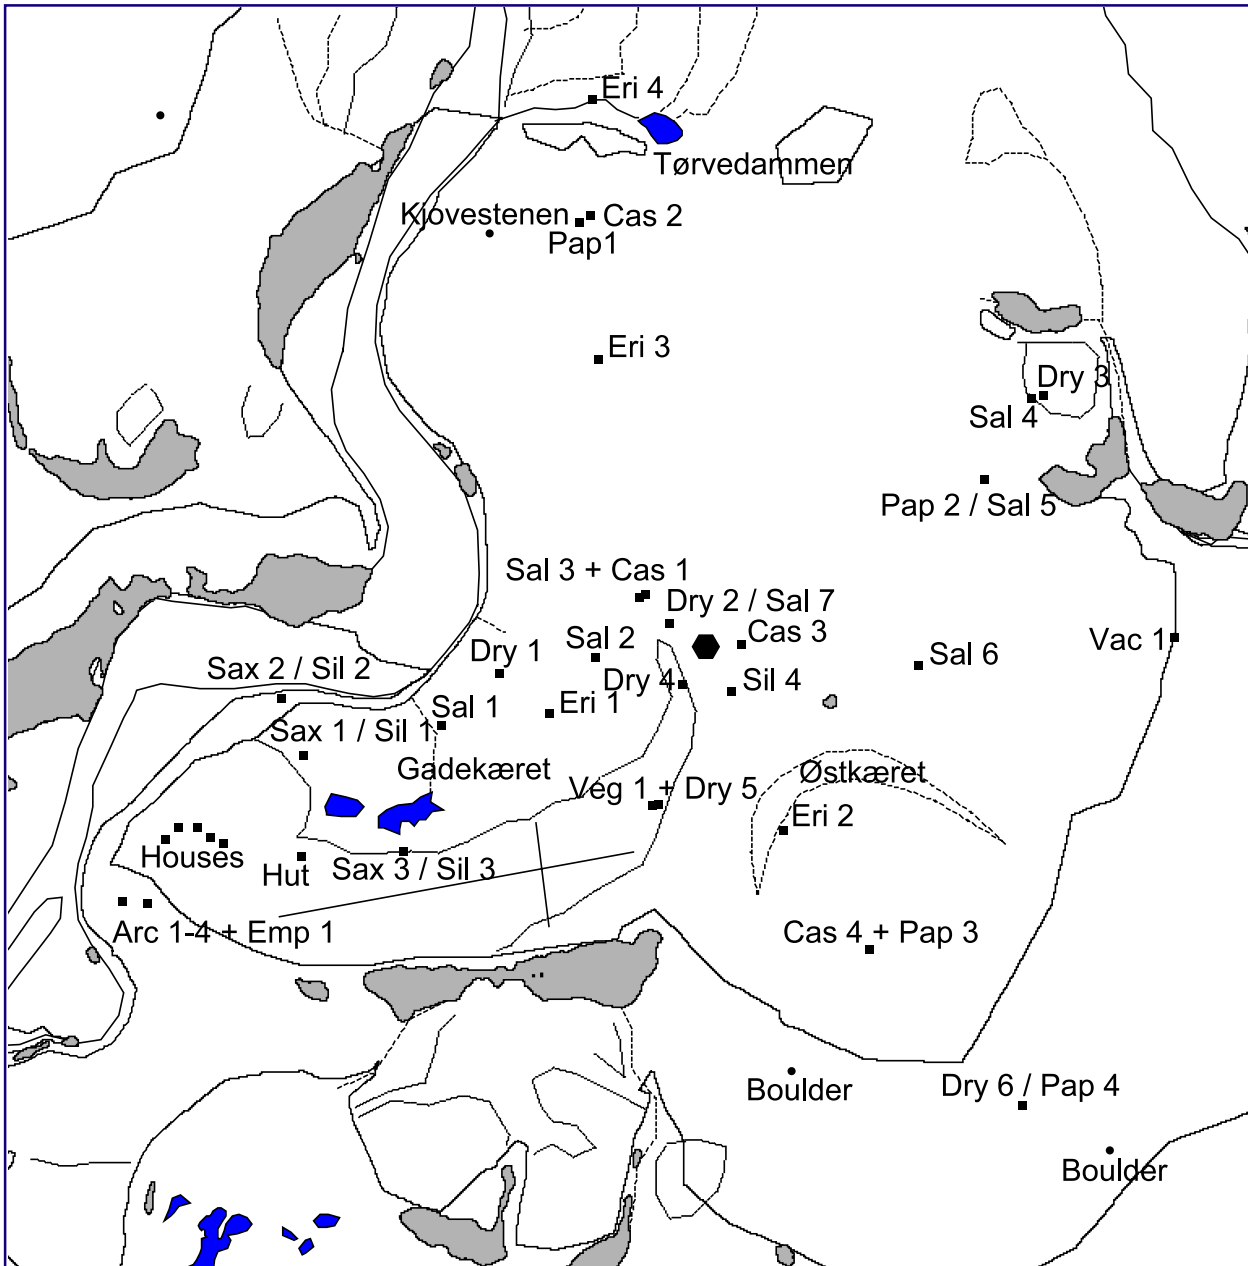 Eri 4
Tørvedammen
Kjovestenen
Cas 2
Pap1
Eri 3
Dry 3
Sal 4
Pap 2 / Sal 5
Sal 3 + Cas 1
Dry 2 / Sal 7
Cas 3
Vac 1
Sal 2
Dry 1
Sal 6
Sax 2 / Sil 2
Dry 4
Sil 4
Eri 1
Sal 1
Sax 1 / Sil 1
Gadekæret
Østkæret
Veg 1 + Dry 5
Eri 2
Houses
Hut
Sax 3 / Sil 3
Arc 1-4 + Emp 1
Cas 4 + Pap 3
Boulder
Dry 6 / Pap 4
Boulder